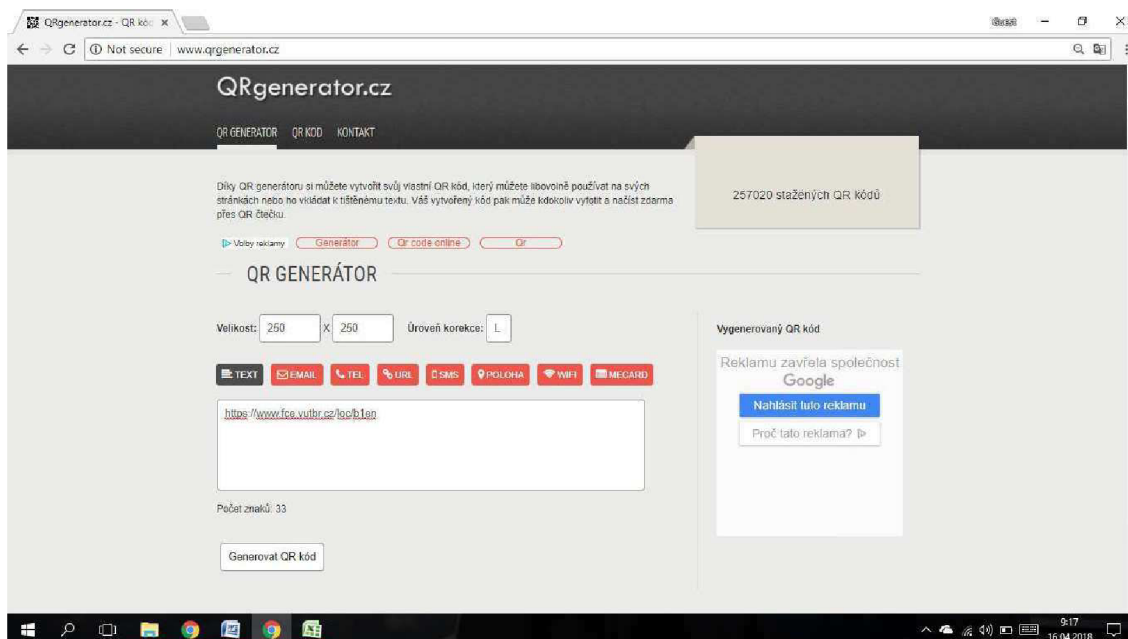 QRgenerator.cz - QR kó
Guest
Not secure | www.qrgenerator.cz
QRgenerator.cz
QR GENERATOR QR KOD KONTAKT
Díky QR generátoru si můžete vytvořit svůj vlastní QR kód, který můžete libovolně používat na svých
stránkách nebo ho vkládat k tištěnému textu. Váš vytvořený kód pak může kdokoliv vyfotit a načíst zdarma
přes QR čtečku.
257020 stažených QR kódů
Volby reklamy Generátor Qr code online Qr
QR GENERÁTOR
Velikost: 250 X 250 Úroveň korekce: L
Vygenerovaný QR kód
TEXT EMAIL TEL URL SMS POLOHA WIFI MECARD
Reklamu zavřela společnost
Google
Nahlásit tuto reklamu
Proč tato reklama?
https://www.fce.vutbr.cz/loc/b1en
Počet znaků: 33
Generovat QR kód
9:17
16.04.2018